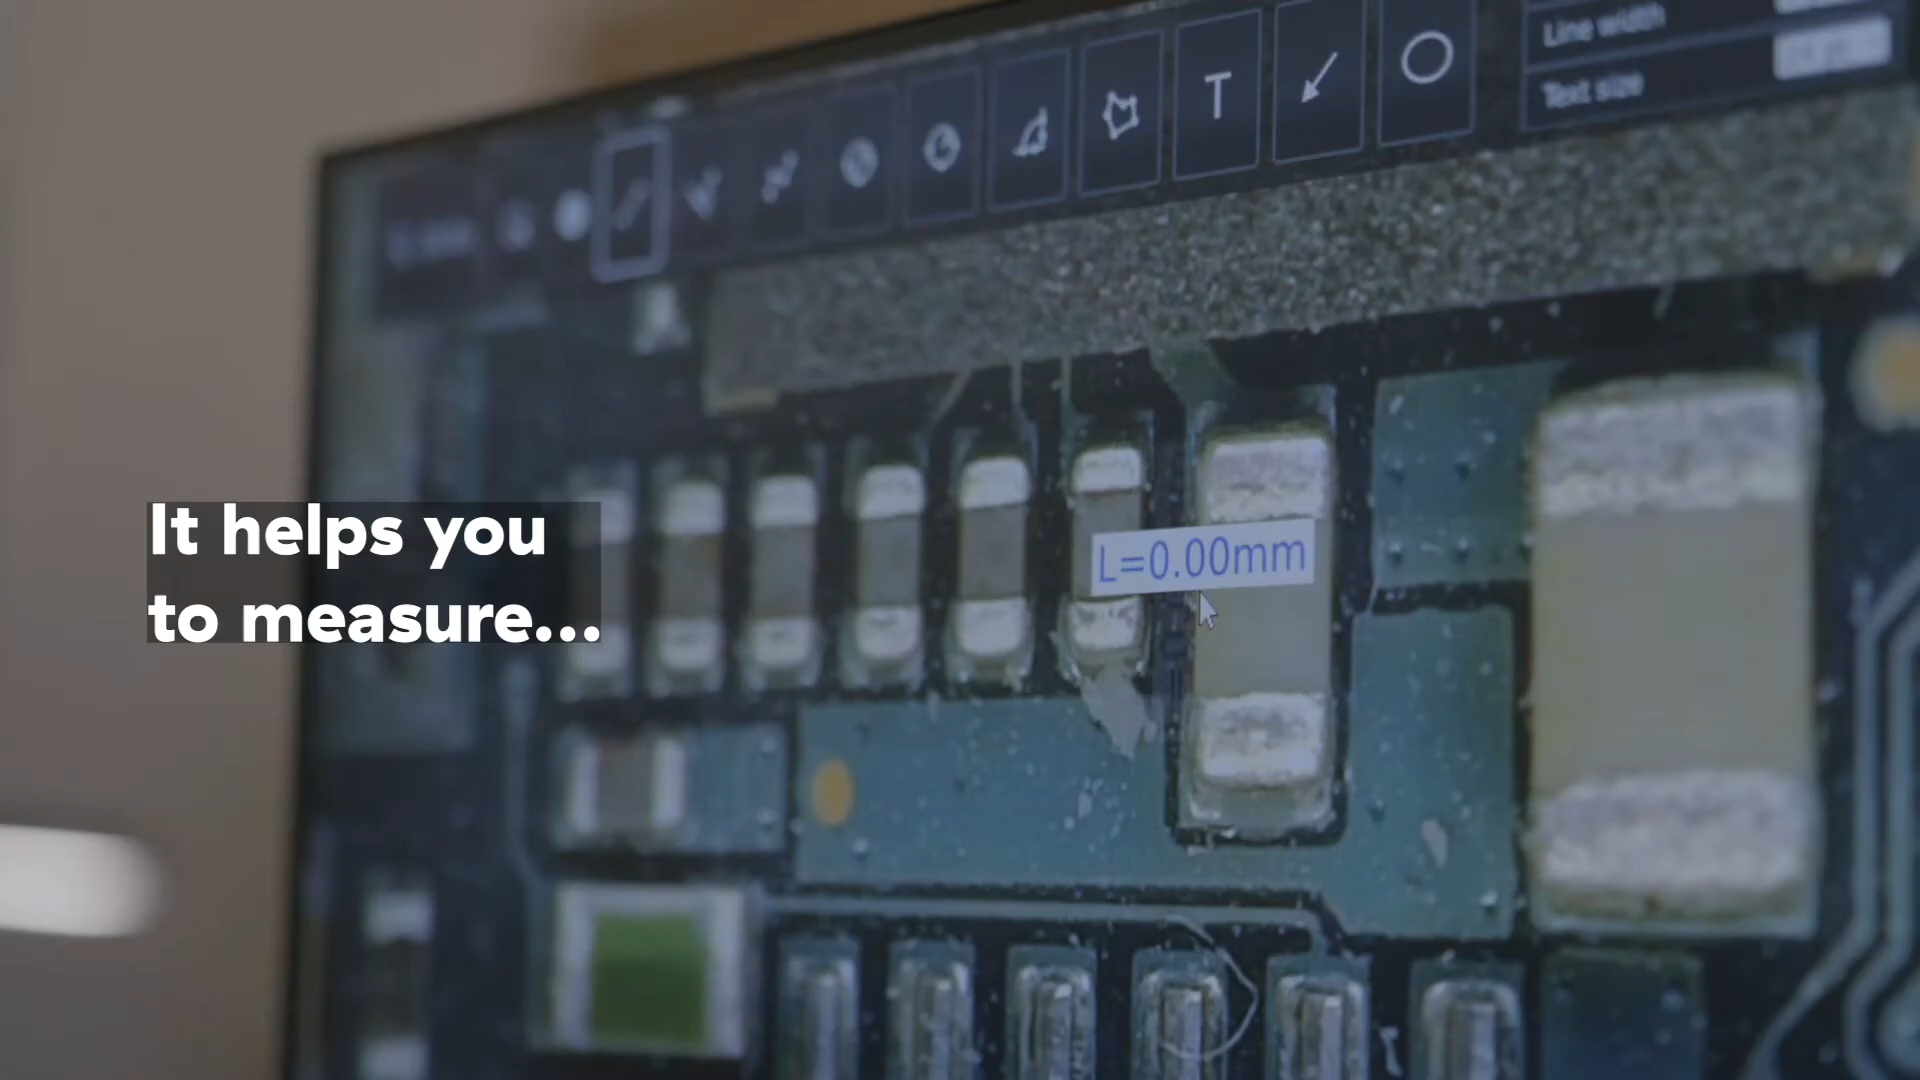 Line width
Text size
T
L=0.00mm
It helps you
to measure...